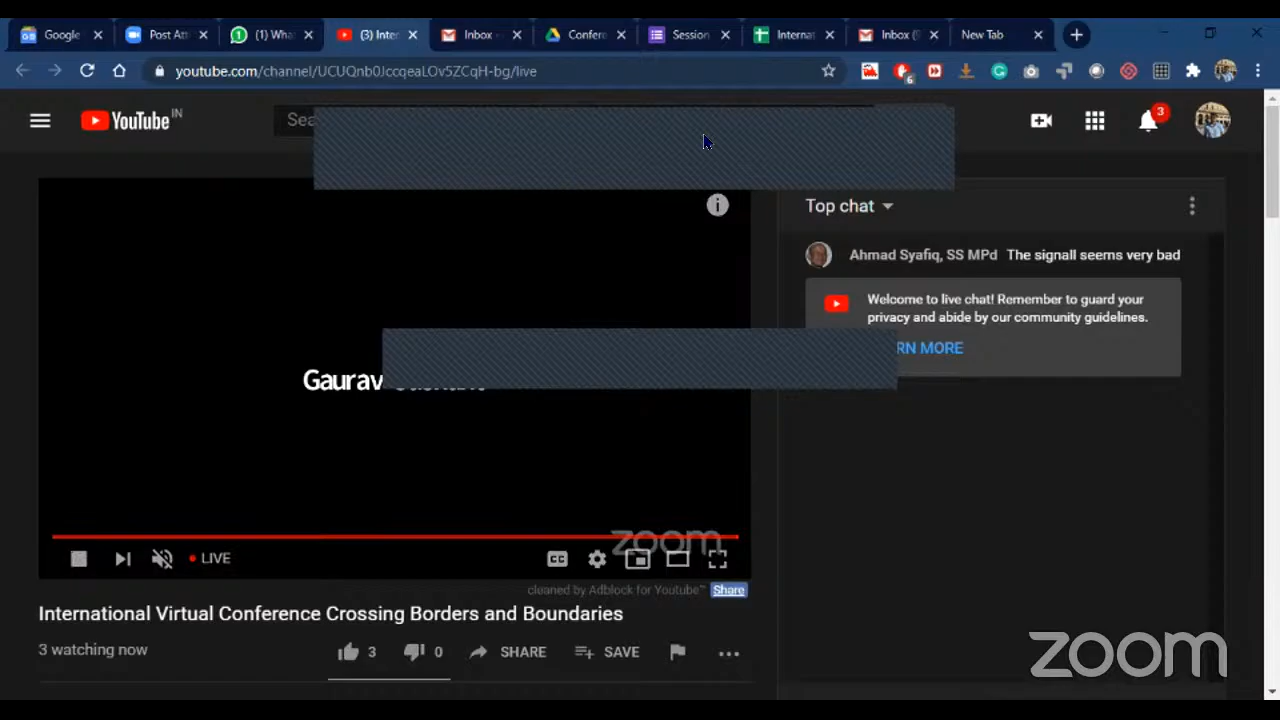 Google
Post Att
(1) Wha
(3) Inter
Inbox -
Confere
Session
Internat
Inbox (
New Tab
youtube.com/channel/UCUQnb0JccqeaLOv5ZCqH-bg/live
6
YouTube IN
Sea
3
Top chat
Ahmad Syafiq, SS MPd The signall seems very bad
Welcome to live chat! Remember to guard your
privacy and abide by our community guidelines.
RN MORE
Gaurav
zoom
LIVE
CC
cleaned by Adblock for Youtube™ Share
International Virtual Conference Crossing Borders and Boundaries
3 watching now
3
0
SHARE
SAVE
zoom